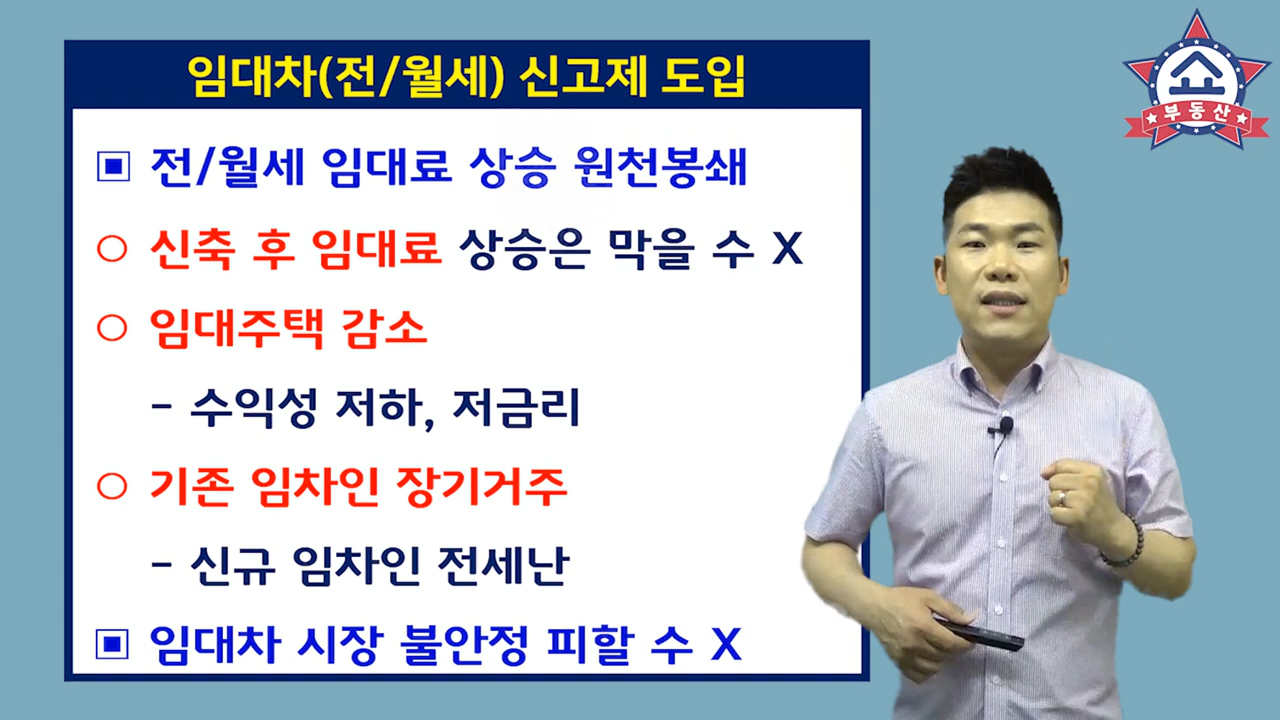 임대차(전/월세) 신고제 도입
▣ 전/월세 임대료 상승 원천봉쇄
○ 신축 후 임대료 상승은 막을 수 X
○ 임대주택 감소
- 수익성 저하, 저금리
○ 기존 임차인 장기거주
- 신규 임차인 전세난
▣ 임대차 시장 불안정 피할 수 X
쇼
부동산